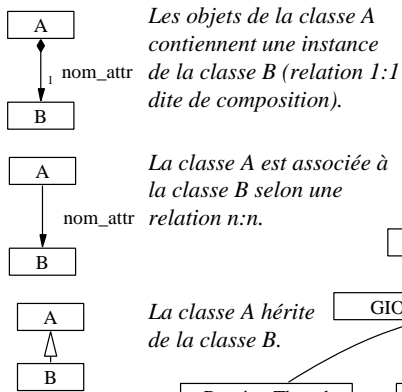 A
Les objets de la classe A
contiennent une instance
1 nom_attr de la classe B (relation 1:1
dite de composition).
B
A
La classe A est associée à
la classe B selon une
nom_attr relation n:n.
B
A
La classe A hérite
de la classe B.
B